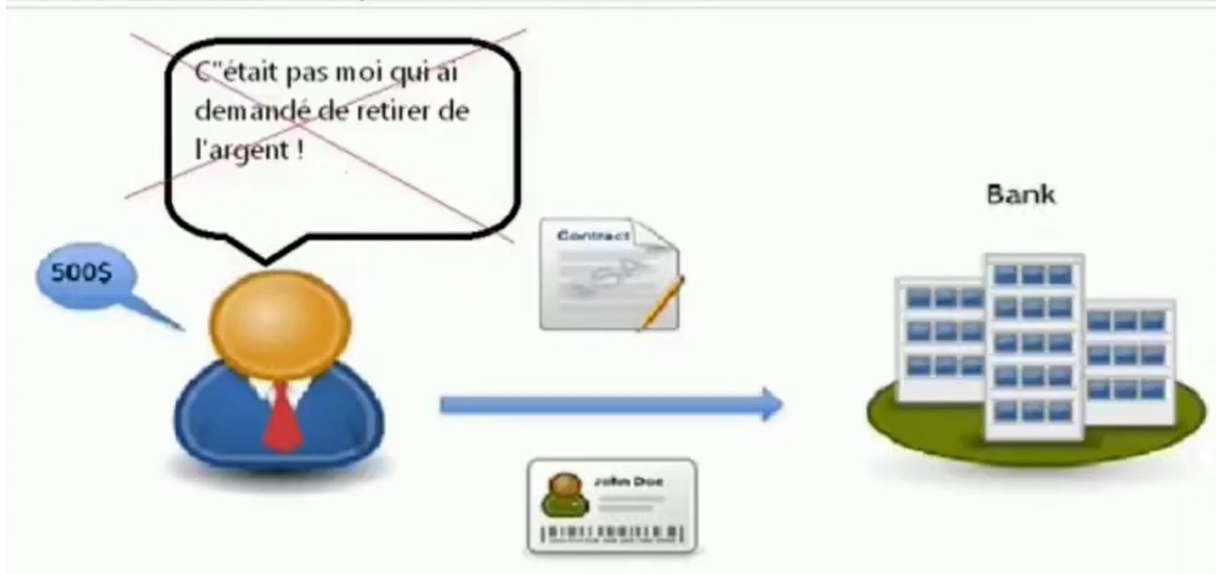 C"était pas moi qui ai
demandé de retirer de
l'argent !
Bank
500$
Contract
John Doe